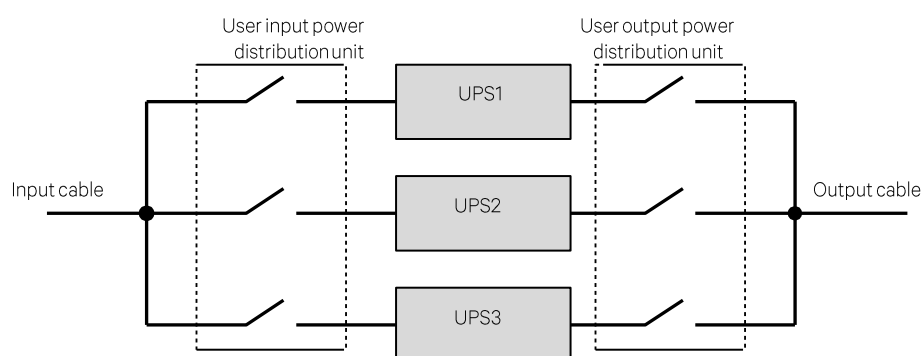 User input power
distribution unit
User output power
distribution unit
UPS1
Input cable
UPS2
Output cable
UPS3